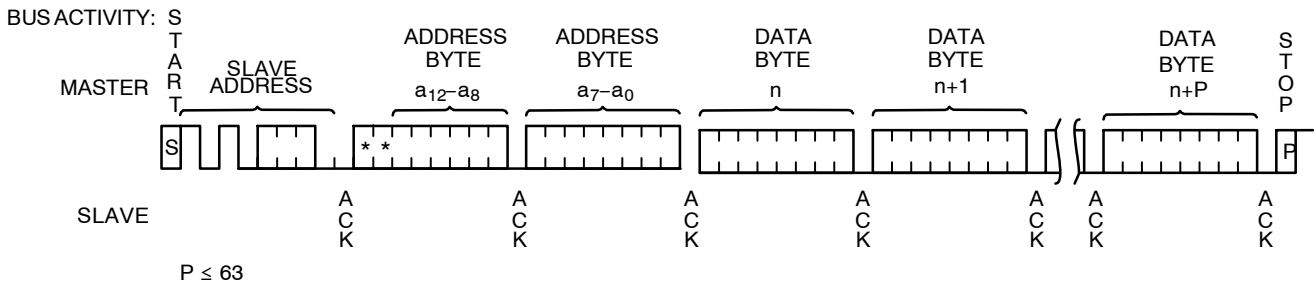 BUS ACTIVITY:
MASTER
START
SLAVE
ADDRESS
ADDRESS
BYTE
a12–a8
ADDRESS
BYTE
a7–a0
DATA
BYTE
n
DATA
BYTE
n+1
DATA
BYTE
n+P
STOP
S
* *
P
SLAVE
ACK
ACK
ACK
ACK
ACK
ACK
ACK
P ≤ 63